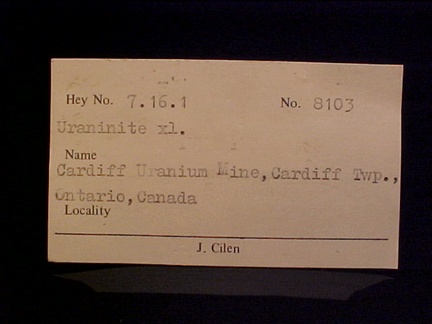 Hey No. 7.16.1 No. 8103
Uraninite xl.
Name
Cardiff Uranium Mine, Cardiff Twp.,
Ontario, Canada
Locality
J. Cilen